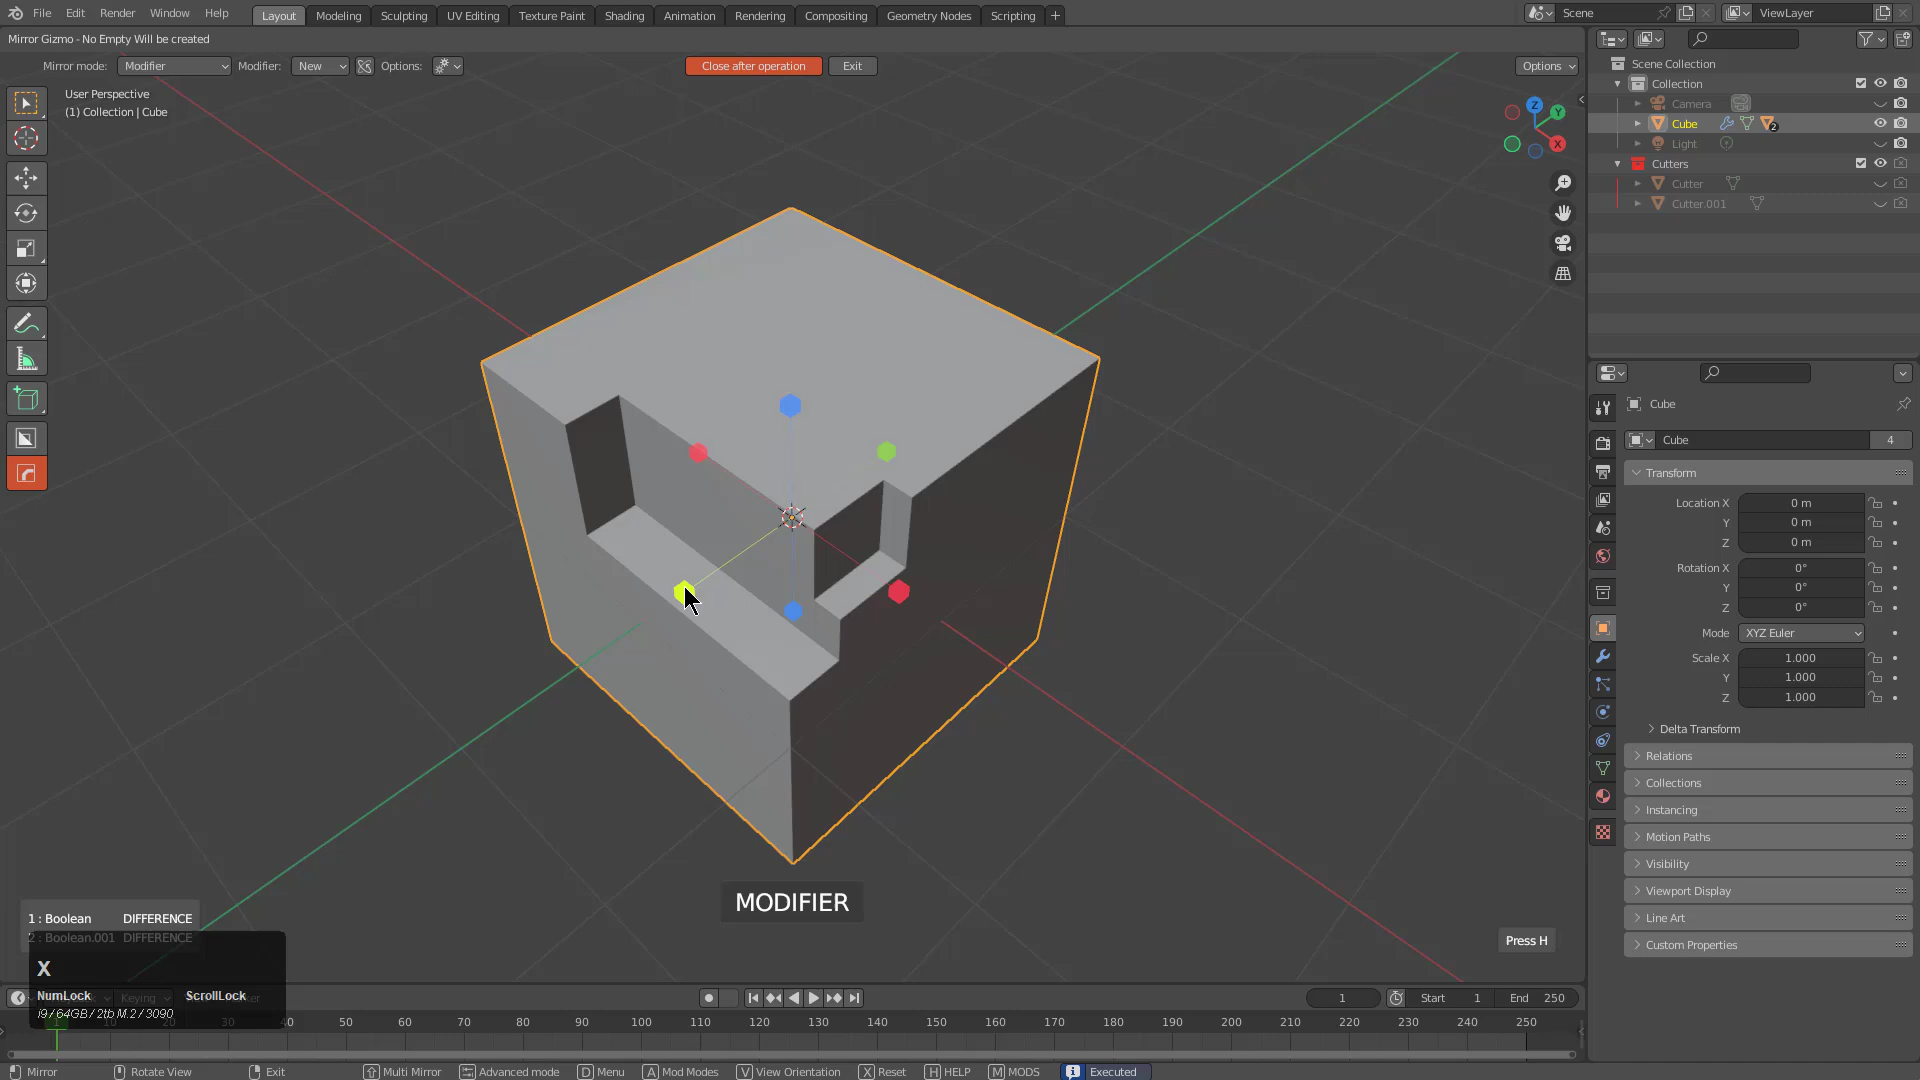 File Edit Render Window Help Layout Modeling Sculpting UV Editing Texture Paint Shading Animation Rendering Compositing Geometry Nodes Scripting + Scene ViewLayer
Mirror Gizmo - No Empty Will be created
Mirror mode: Modifier Modifier: New Options: Close after operation Exit Options
User Perspective
(1) Collection | Cube
Z
Y
X
Scene Collection
Collection
Camera
Cube 2
Light
Cutters
Cutter
Cutter.001
Cube
Cube 4
Transform
Location X 0 m
Y 0 m
Z 0 m
Rotation X 0°
Y 0°
Z 0°
Mode XYZ Euler
Scale X 1.000
Y 1.000
Z 1.000
Delta Transform
Relations
Collections
Instancing
Motion Paths
Visibility
Viewport Display
Line Art
Custom Properties
MODIFIER
Press H
1 : Boolean DIFFERENCE
2 : Boolean.001 DIFFERENCE
X
NumLock ScrollLock
i9 / 64GB / 2tb M.2 / 3090
Keying
1 Start 1 End 250
1 10 20 30 40 50 60 70 80 90 100 110 120 130 140 150 160 170 180 190 200 210 220 230 240 250
Mirror Rotate View Exit Multi Mirror Advanced mode D Menu A Mod Modes V View Orientation X Reset H HELP M MODS Executed